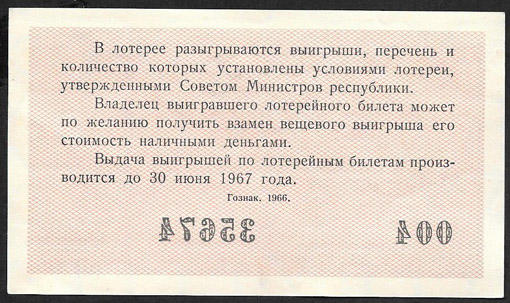 В лотерее разыгрываются выигрыши, перечень и
количество которых установлены условиями лотереи,
утвержденными Советом Министров республики.
Владелец выигравшего лотерейного билета может
по желанию получить взамен вещевого выигрыша его
стоимость наличными деньгами.
Выдача выигрышей по лотерейным билетам произ-
водится до 30 июня 1967 года.
Гознак. 1966.
004 35674